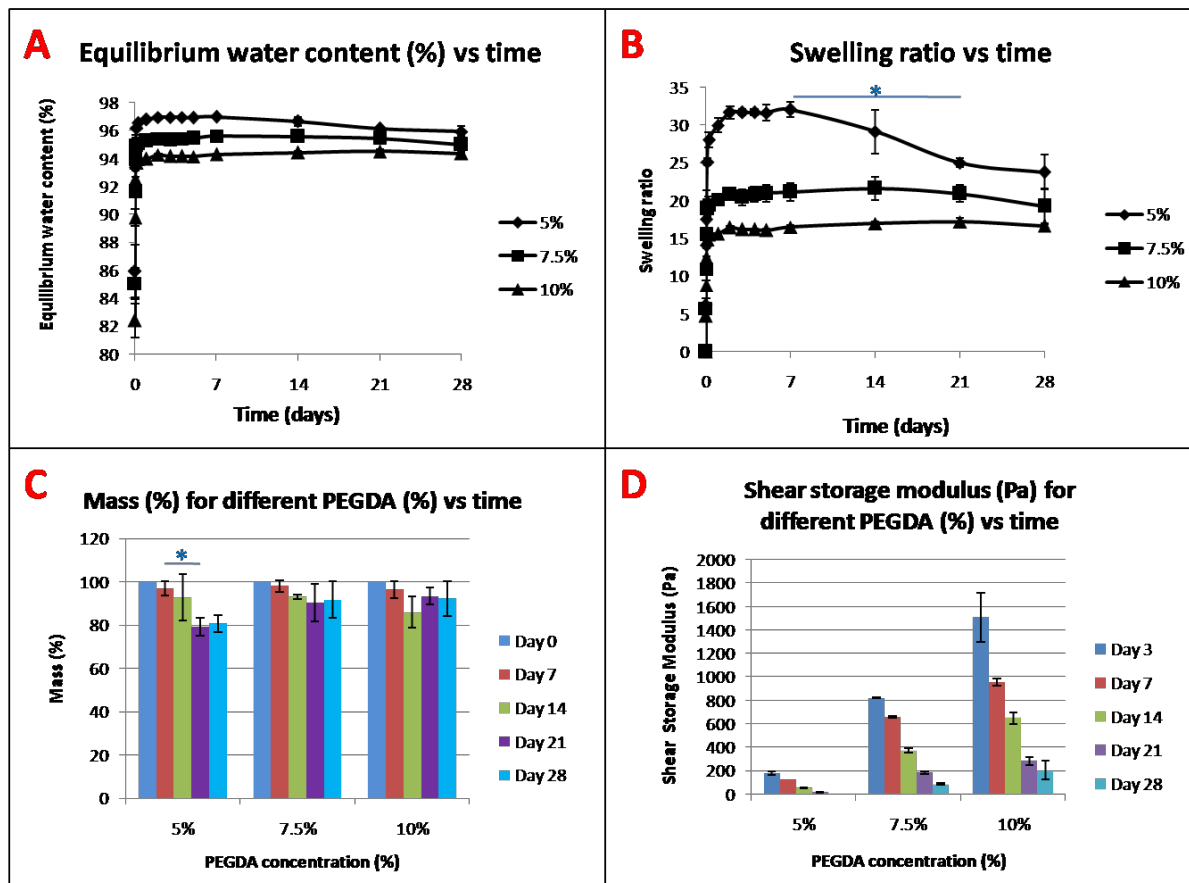 A
Equilibrium water content (%) vs time
Equilibrium water content (%)
98
96
94
92
90
88
86
84
82
80
0 7 14 21 28
Time (days)
5%
7.5%
10%
B
Swelling ratio vs time
*
Swelling ratio
35
30
25
20
15
10
5
0
0 7 14 21 28
Time (days)
5%
7.5%
10%
C
Mass (%) for different PEGDA (%) vs time
*
Mass (%)
120
100
80
60
40
20
0
5% 7.5% 10%
PEGDA concentration (%)
Day 0
Day 7
Day 14
Day 21
Day 28
D
Shear storage modulus (Pa) for
different PEGDA (%) vs time
Shear Storage Modulus (Pa)
2000
1800
1600
1400
1200
1000
800
600
400
200
0
5% 7.5% 10%
PEGDA concentration (%)
Day 3
Day 7
Day 14
Day 21
Day 28